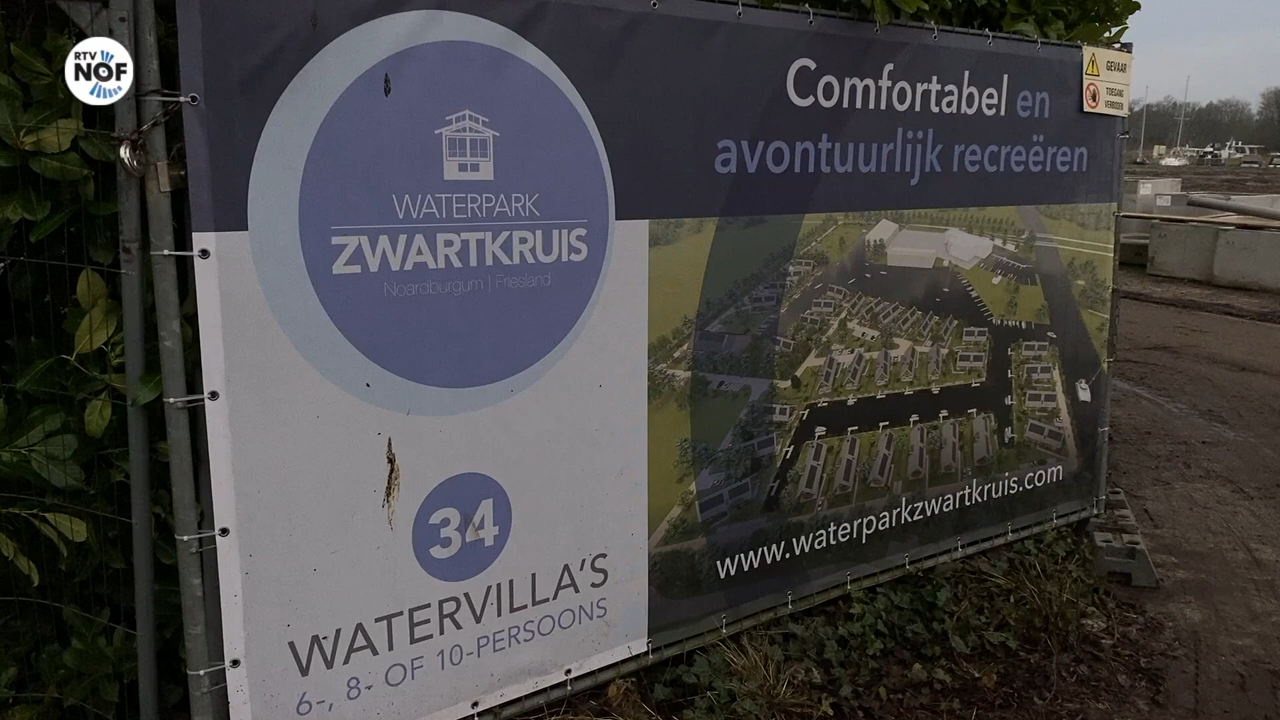 RTV
NOF
WATERPARK
ZWARTKRUIS
Noardburgum | Friesland
34
WATERVILLA'S
6-, 8- OF 10-PERSOONS
Comfortabel en
avontuurlijk recreëren
www.waterparkzwartkruis.com
GEVAAR
TOEGANG
VERBODEN